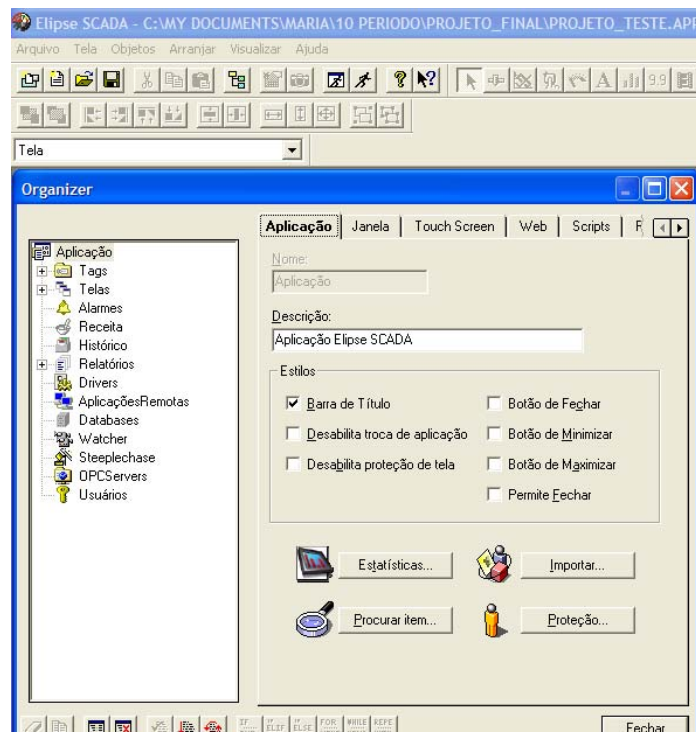 Elipse SCADA - C:\MY DOCUMENTS\MARIA\10 PERIODO\PROJETO_FINAL\PROJETO_TESTE.APP
Arquivo Tela Objetos Arranjar Visualizar Ajuda
A 9.9
Tela
Organizer
Aplicação Janela Touch Screen Web Scripts R
Aplicação
Tags
Telas
Alarmes
Receita
Histórico
Relatórios
Drivers
AplicaçõesRemotas
Databases
Watcher
Steeplechase
OPCServers
Usuários
Nome:
Aplicação
Descrição:
Aplicação Elipse SCADA
Estilos
Barra de Título
Desabilita troca de aplicação
Desabilita proteção de tela
Botão de Fechar
Botão de Minimizar
Botão de Maximizar
Permite Fechar
Estatísticas...
Importar...
Procurar item...
Proteção...
IF IF ELIF IF ELSE FOR WHILE REPE
Fechar